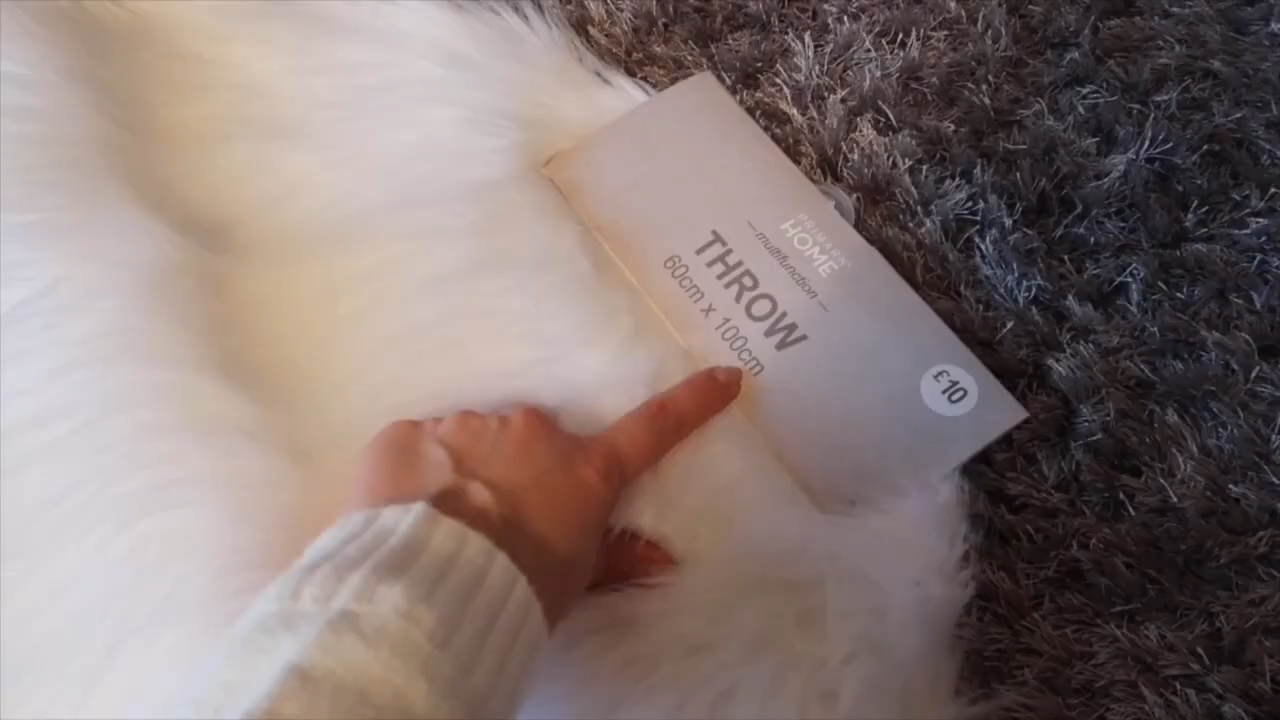 PRIMARK
HOME
multifunction
THROW
60cm x 100cm
£10